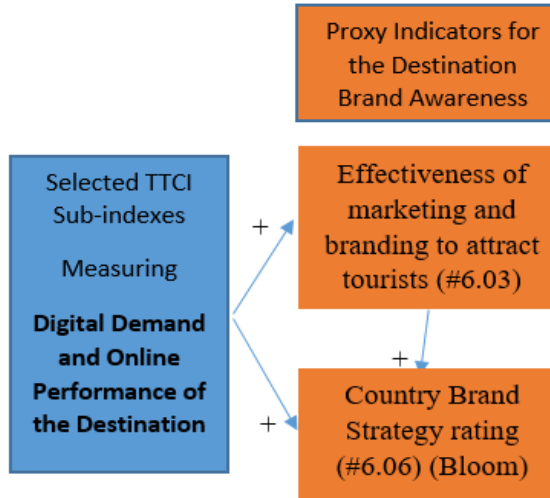 Proxy Indicators for
the Destination
Brand Awareness
Selected TTCI
Sub-indexes
Measuring
Digital Demand
and Online
Performance of
the Destination
+
Effectiveness of
marketing and
branding to attract
tourists (#6.03)
+
+
Country Brand
Strategy rating
(#6.06) (Bloom)